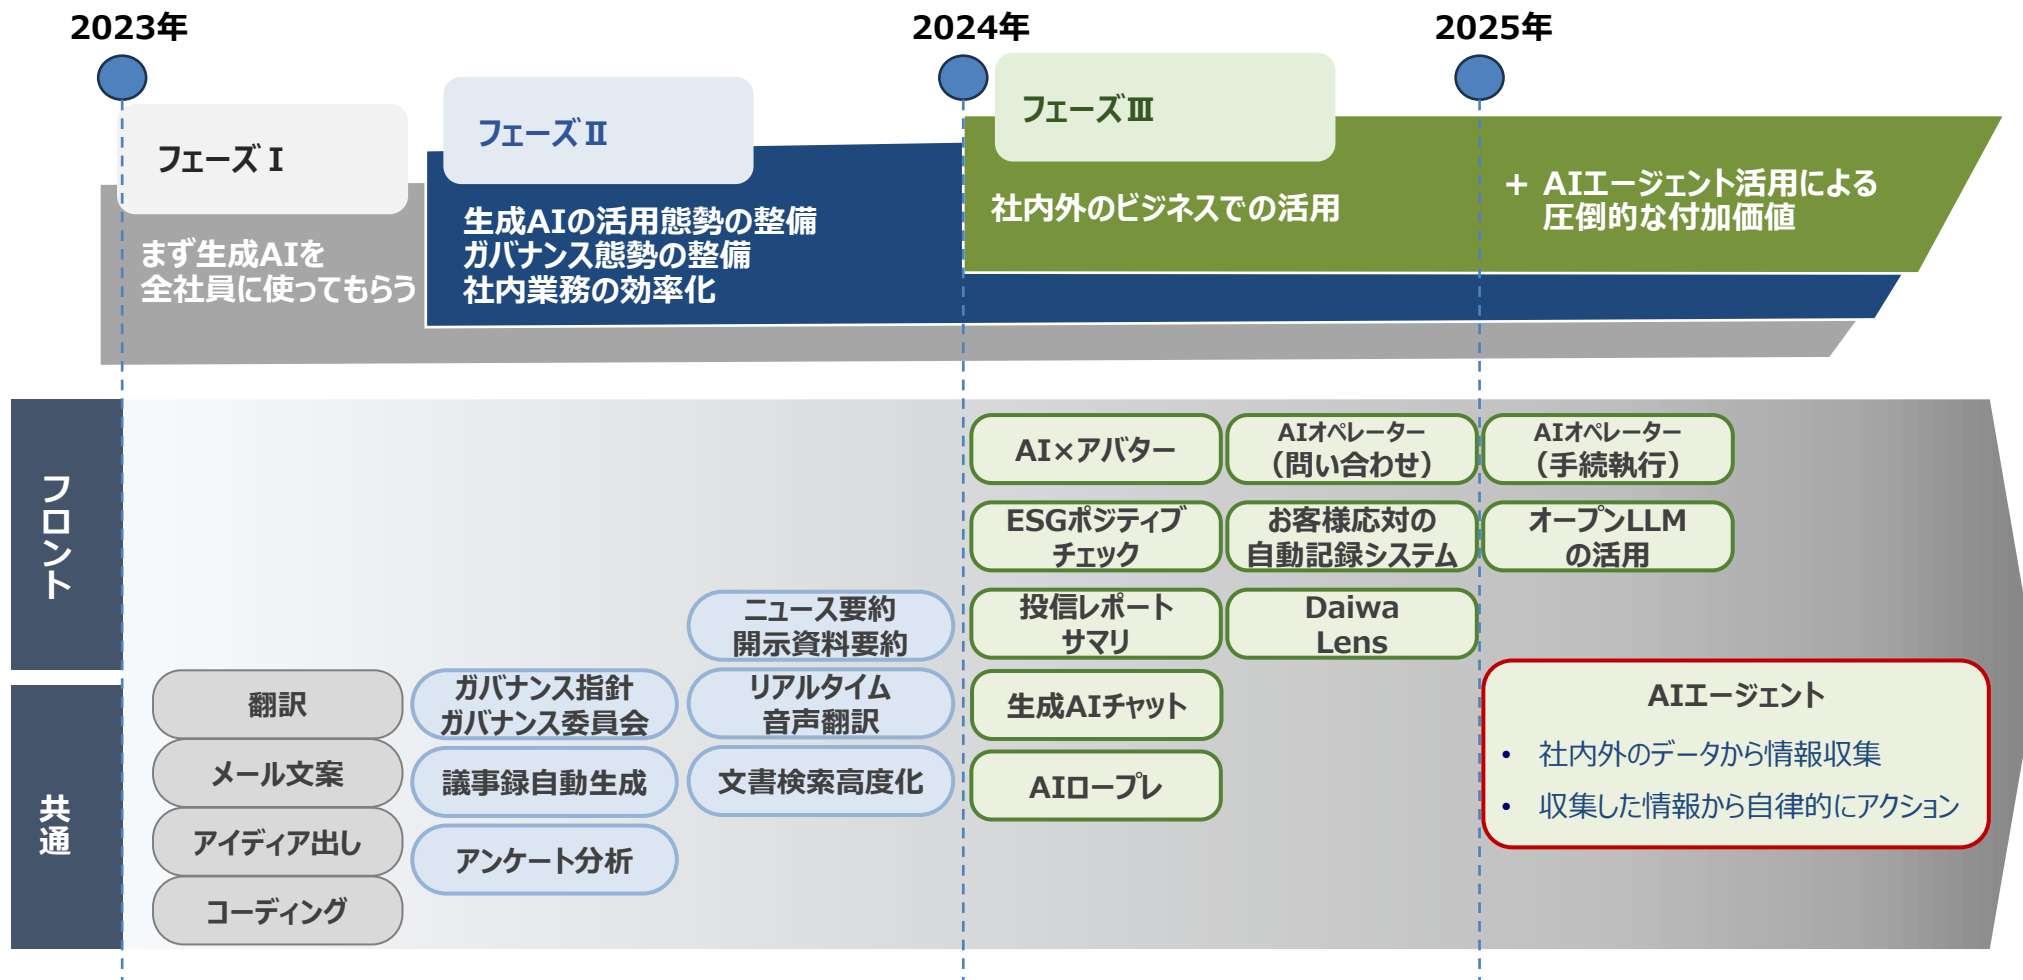 2023年
2024年
2025年
フェーズⅠ
まず生成AIを
全社員に使ってもらう
フェーズⅡ
生成AIの活用態勢の整備
ガバナンス態勢の整備
社内業務の効率化
フェーズⅢ
社内外のビジネスでの活用
＋ AIエージェント活用による
圧倒的な付加価値
フロント
AI×アバター
AIオペレーター
（問い合わせ）
AIオペレーター
（手続執行）
ESGポジティブ
チェック
お客様応対の
自動記録システム
オープンLLM
の活用
ニュース要約
開示資料要約
投信レポート
サマリ
Daiwa
Lens
共通
翻訳
メール文案
アイディア出し
コーディング
ガバナンス指針
ガバナンス委員会
議事録自動生成
アンケート分析
リアルタイム
音声翻訳
文書検索高度化
生成AIチャット
AIロープレ
AIエージェント
• 社内外のデータから情報収集
• 収集した情報から自律的にアクション